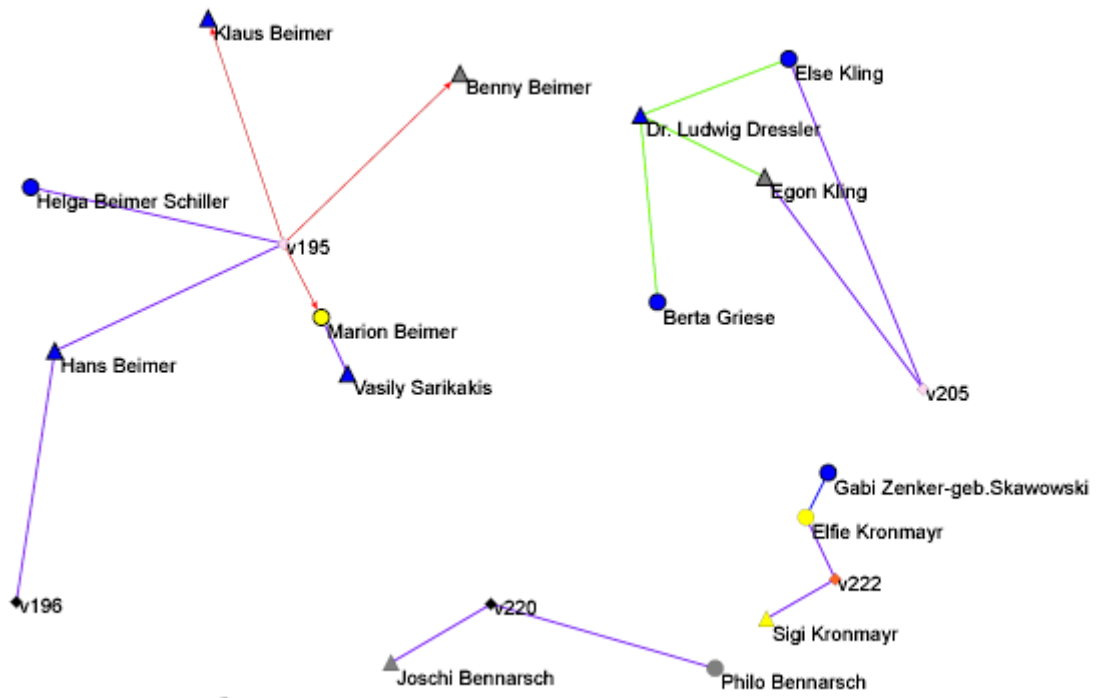 Klaus Beimer
Benny Beimer
Else Kling
Dr. Ludwig Dressler
Egon Kling
Helga Beimer Schiller
v195
Marion Beimer
Berta Griese
Hans Beimer
Vasily Sarikakis
v205
Gabi Zenker-geb.Skawowski
Elfie Kronmayr
v222
v196
v220
Sigi Kronmayr
Joschi Bennarsch
Philo Bennarsch